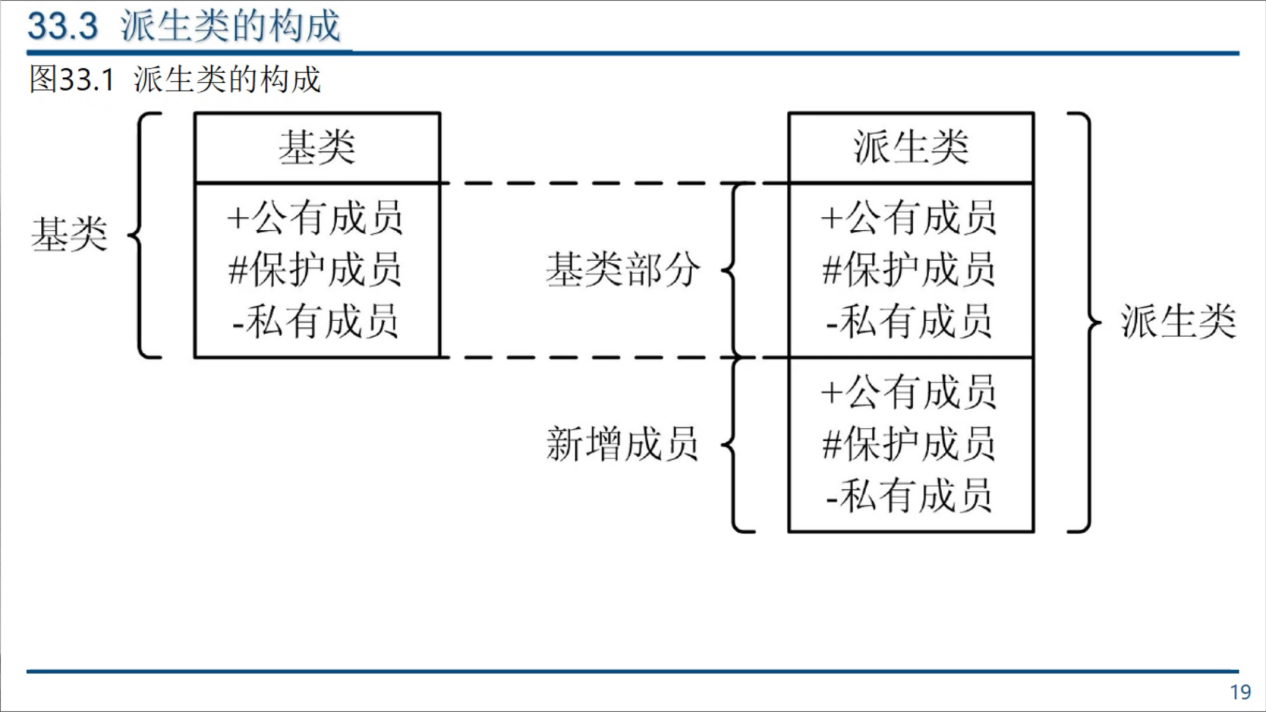 33.3 派生类的构成
图33.1 派生类的构成
基类
基类
+公有成员
#保护成员
-私有成员
基类部分
新增成员
派生类
+公有成员
#保护成员
-私有成员
+公有成员
#保护成员
-私有成员
派生类
19